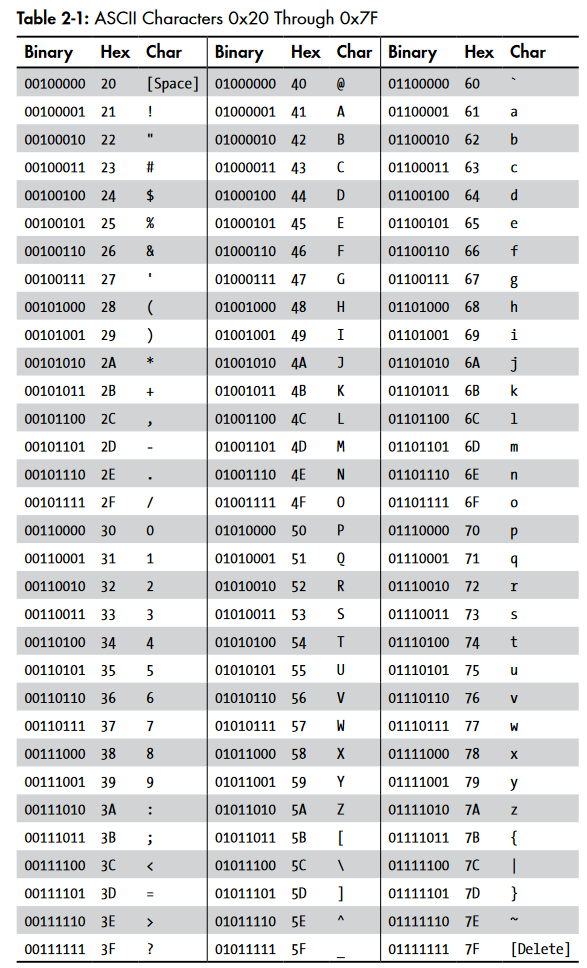 Table 2-1: ASCII Characters 0x20 Through 0x7F
Binary Hex Char Binary Hex Char Binary Hex Char
00100000 20 [Space] 01000000 40 @ 01100000 60 `
00100001 21 ! 01000001 41 A 01100001 61 a
00100010 22 " 01000010 42 B 01100010 62 b
00100011 23 # 01000011 43 C 01100011 63 c
00100100 24 $ 01000100 44 D 01100100 64 d
00100101 25 % 01000101 45 E 01100101 65 e
00100110 26 & 01000110 46 F 01100110 66 f
00100111 27 ' 01000111 47 G 01100111 67 g
00101000 28 ( 01001000 48 H 01101000 68 h
00101001 29 ) 01001001 49 I 01101001 69 i
00101010 2A * 01001010 4A J 01101010 6A j
00101011 2B + 01001011 4B K 01101011 6B k
00101100 2C , 01001100 4C L 01101100 6C l
00101101 2D - 01001101 4D M 01101101 6D m
00101110 2E . 01001110 4E N 01101110 6E n
00101111 2F / 01001111 4F O 01101111 6F o
00110000 30 0 01010000 50 P 01110000 70 p
00110001 31 1 01010001 51 Q 01110001 71 q
00110010 32 2 01010010 52 R 01110010 72 r
00110011 33 3 01010011 53 S 01110011 73 s
00110100 34 4 01010100 54 T 01110100 74 t
00110101 35 5 01010101 55 U 01110101 75 u
00110110 36 6 01010110 56 V 01110110 76 v
00110111 37 7 01010111 57 W 01110111 77 w
00111000 38 8 01011000 58 X 01111000 78 x
00111001 39 9 01011001 59 Y 01111001 79 y
00111010 3A : 01011010 5A Z 01111010 7A z
00111011 3B ; 01011011 5B [ 01111011 7B {
00111100 3C < 01011100 5C \ 01111100 7C |
00111101 3D = 01011101 5D ] 01111101 7D }
00111110 3E > 01011110 5E ^ 01111110 7E ~
00111111 3F ? 01011111 5F _ 01111111 7F [Delete]